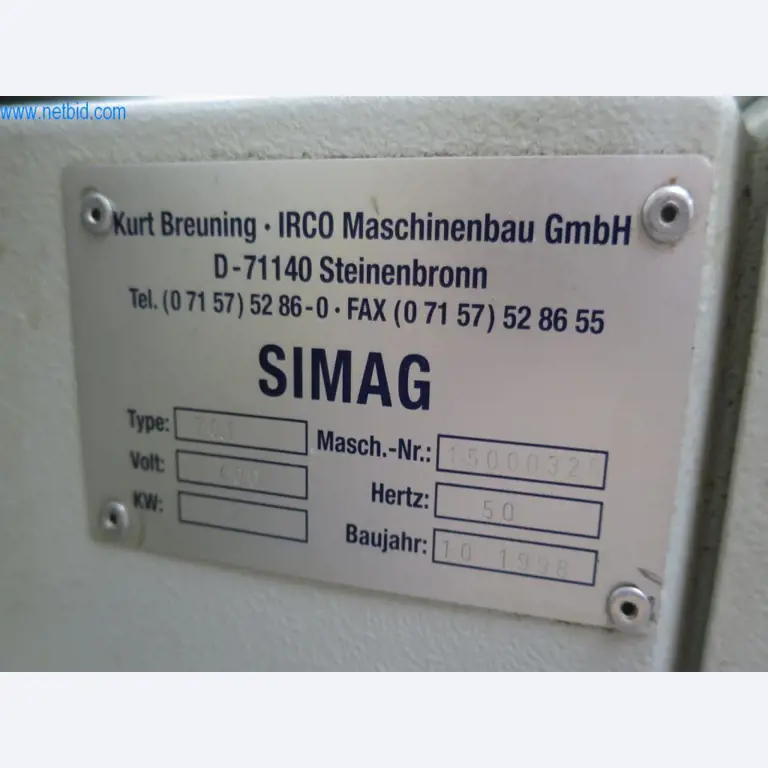 www.netbid.com
Kurt Breuning · IRCO Maschinenbau GmbH
D-71140 Steinenbronn
Tel. (0 71 57) 52 86-0 · FAX (0 71 57) 52 86 55
SIMAG
Type:
Masch.-Nr.:
Volt: 400
Hertz: 50
KW:
Baujahr: 10 1998